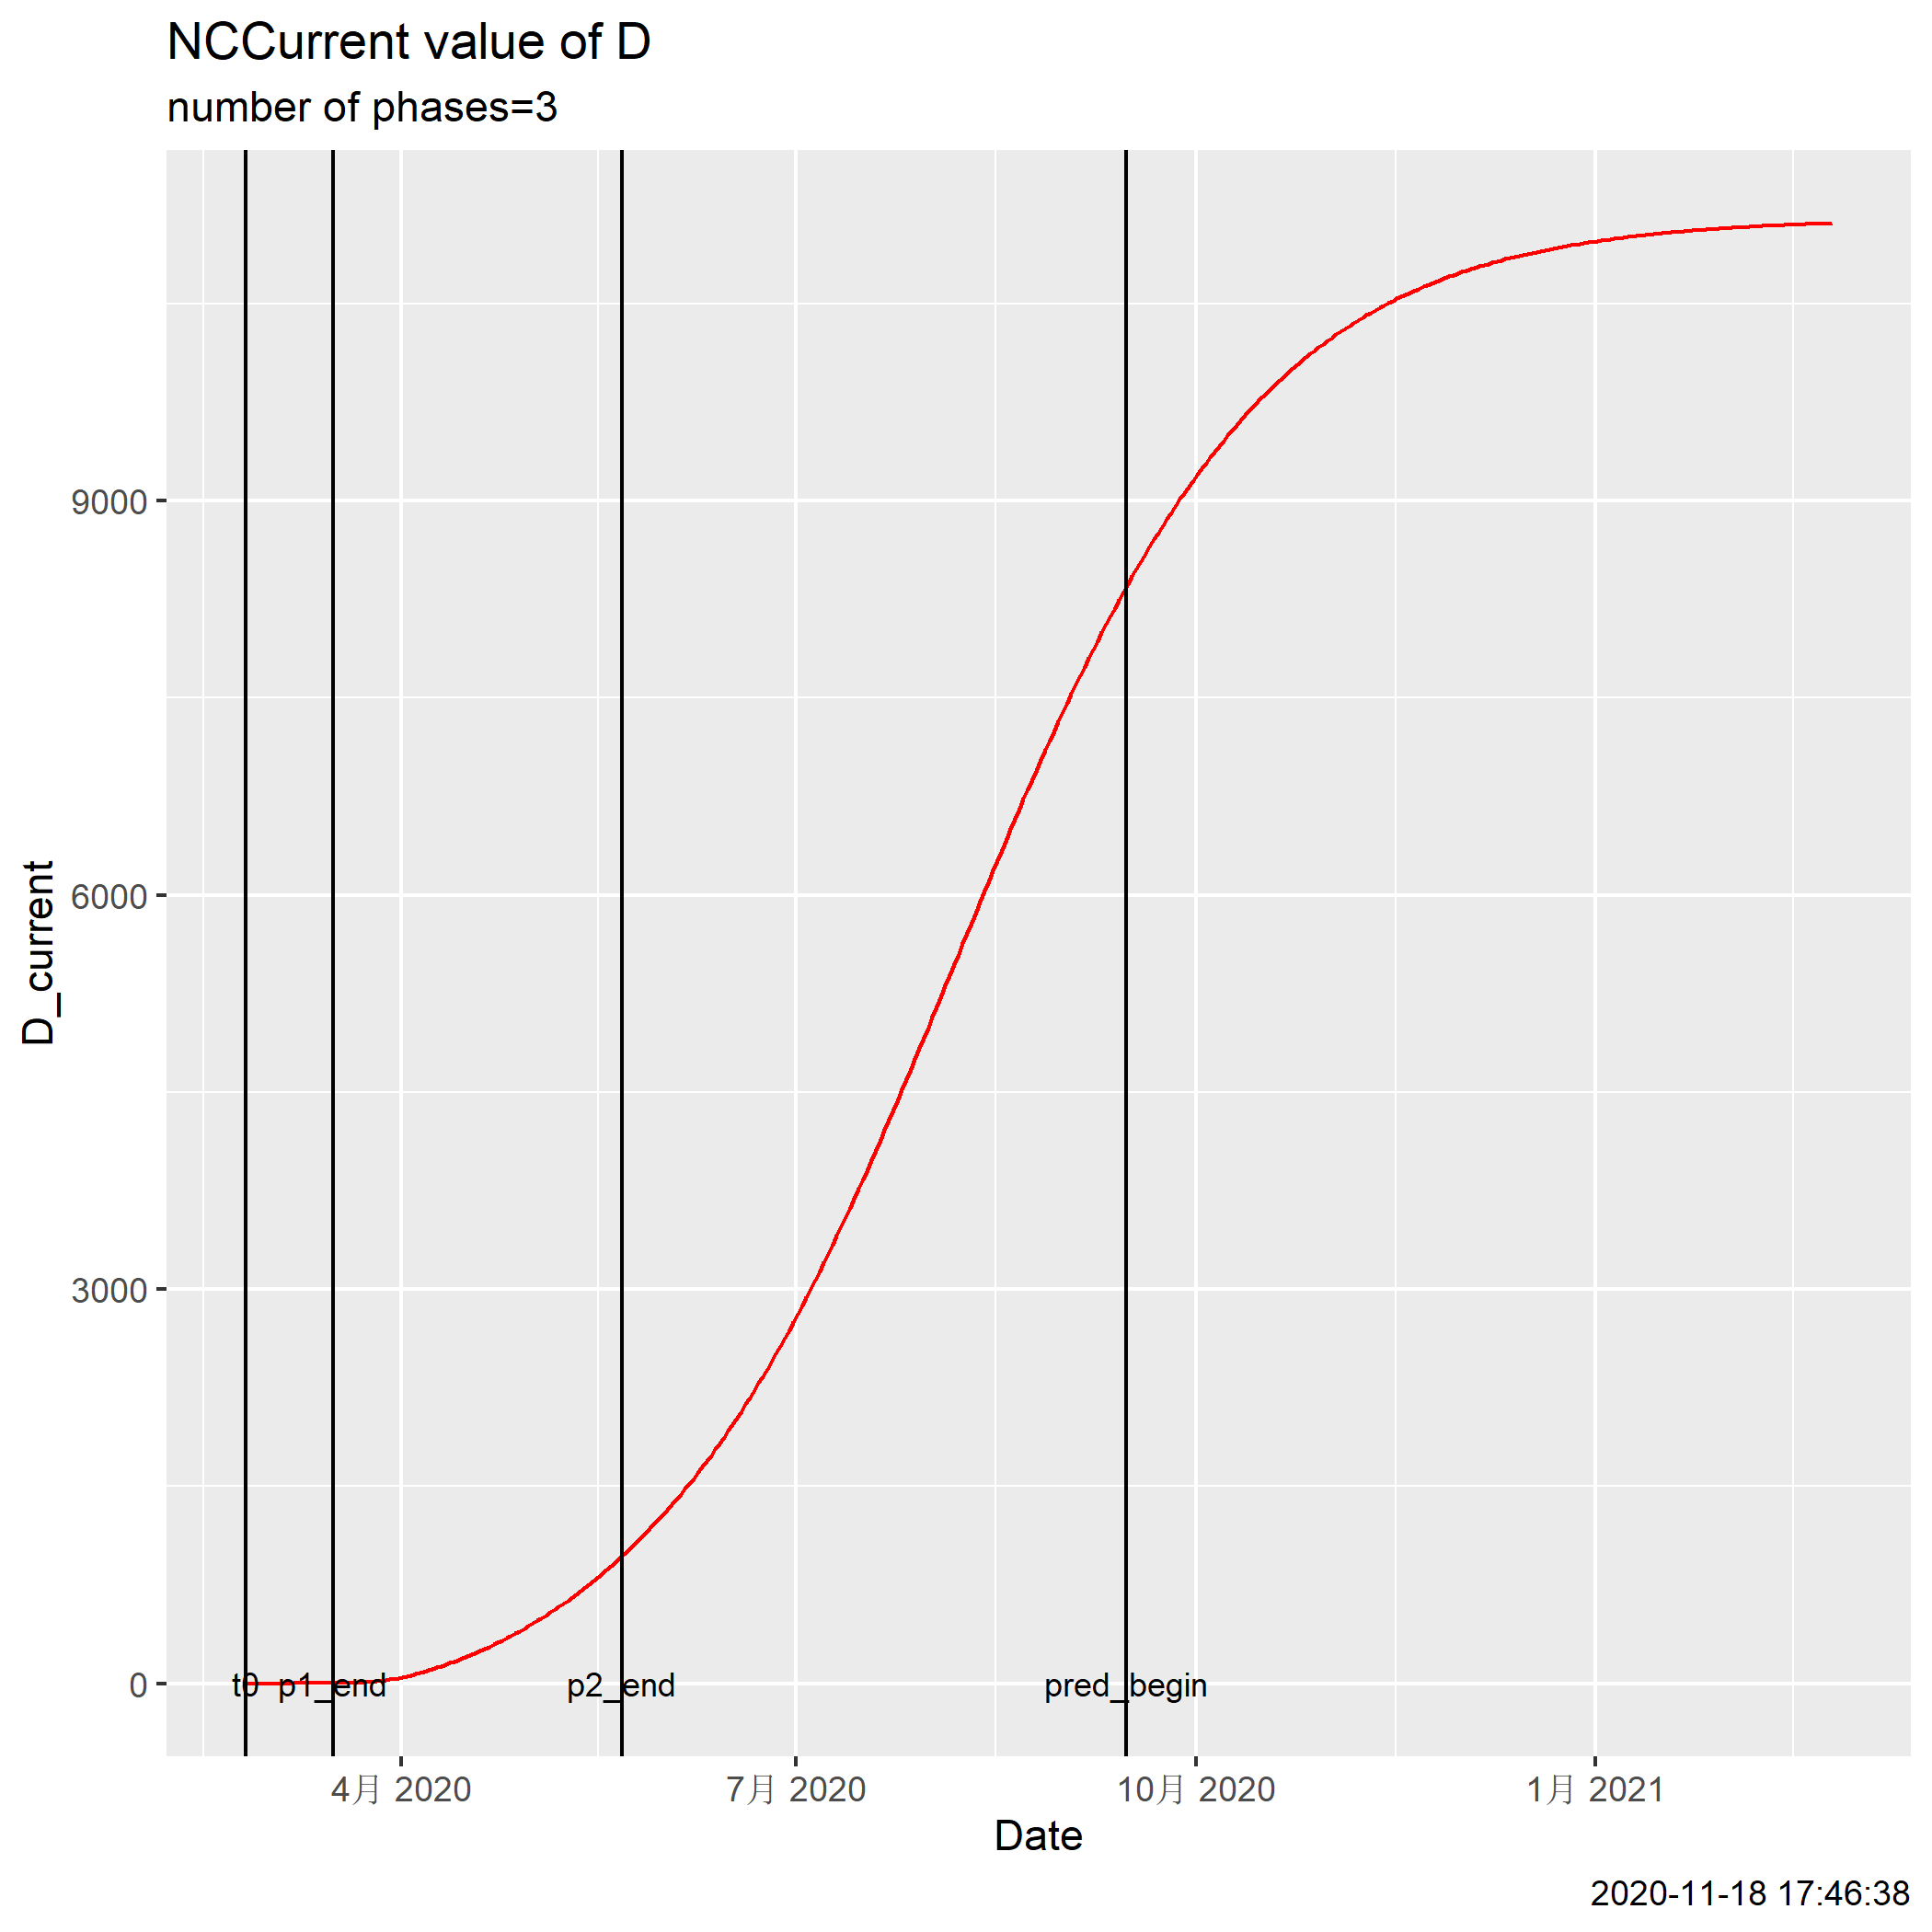 NCCurrent value of D
number of phases=3
D_current
9000
6000
3000
0
t0 p1_end p2_end pred_begin
4月 2020 7月 2020 10月 2020 1月 2021
Date
2020-11-18 17:46:38